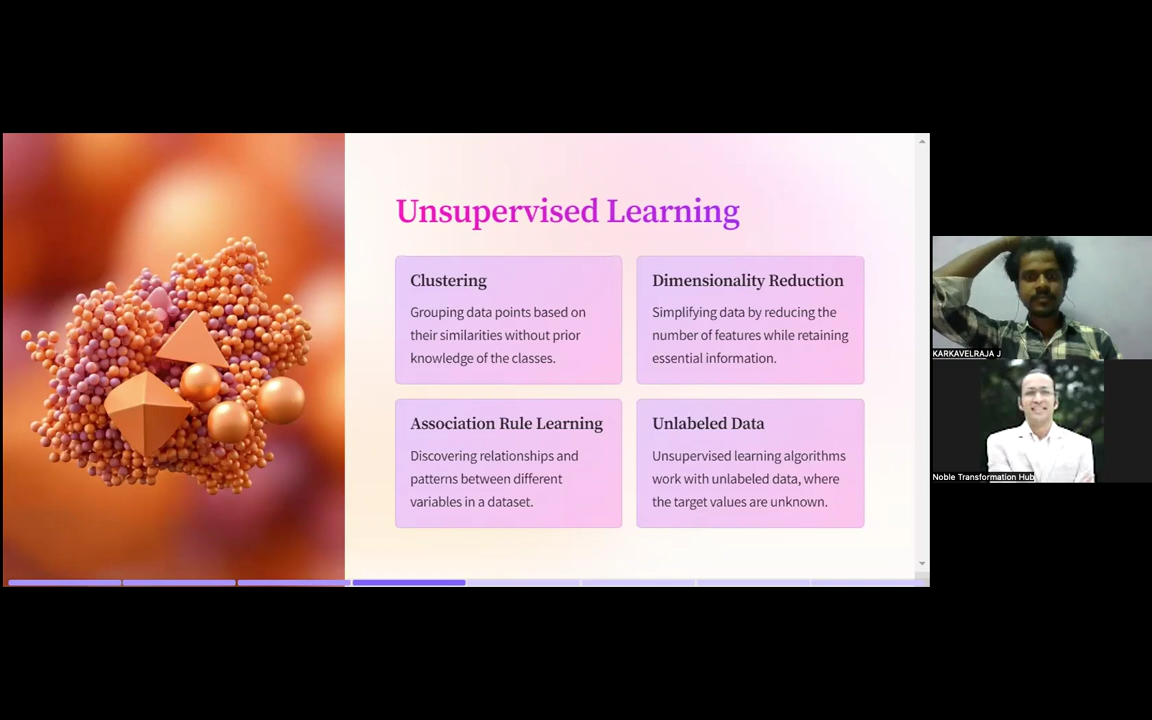 Unsupervised Learning
Clustering
Grouping data points based on
their similarities without prior
knowledge of the classes.
Dimensionality Reduction
Simplifying data by reducing the
number of features while retaining
essential information.
Association Rule Learning
Discovering relationships and
patterns between different
variables in a dataset.
Unlabeled Data
Unsupervised learning algorithms
work with unlabeled data, where
the target values are unknown.
KARKAVELRAJA J
Noble Transformation Hub